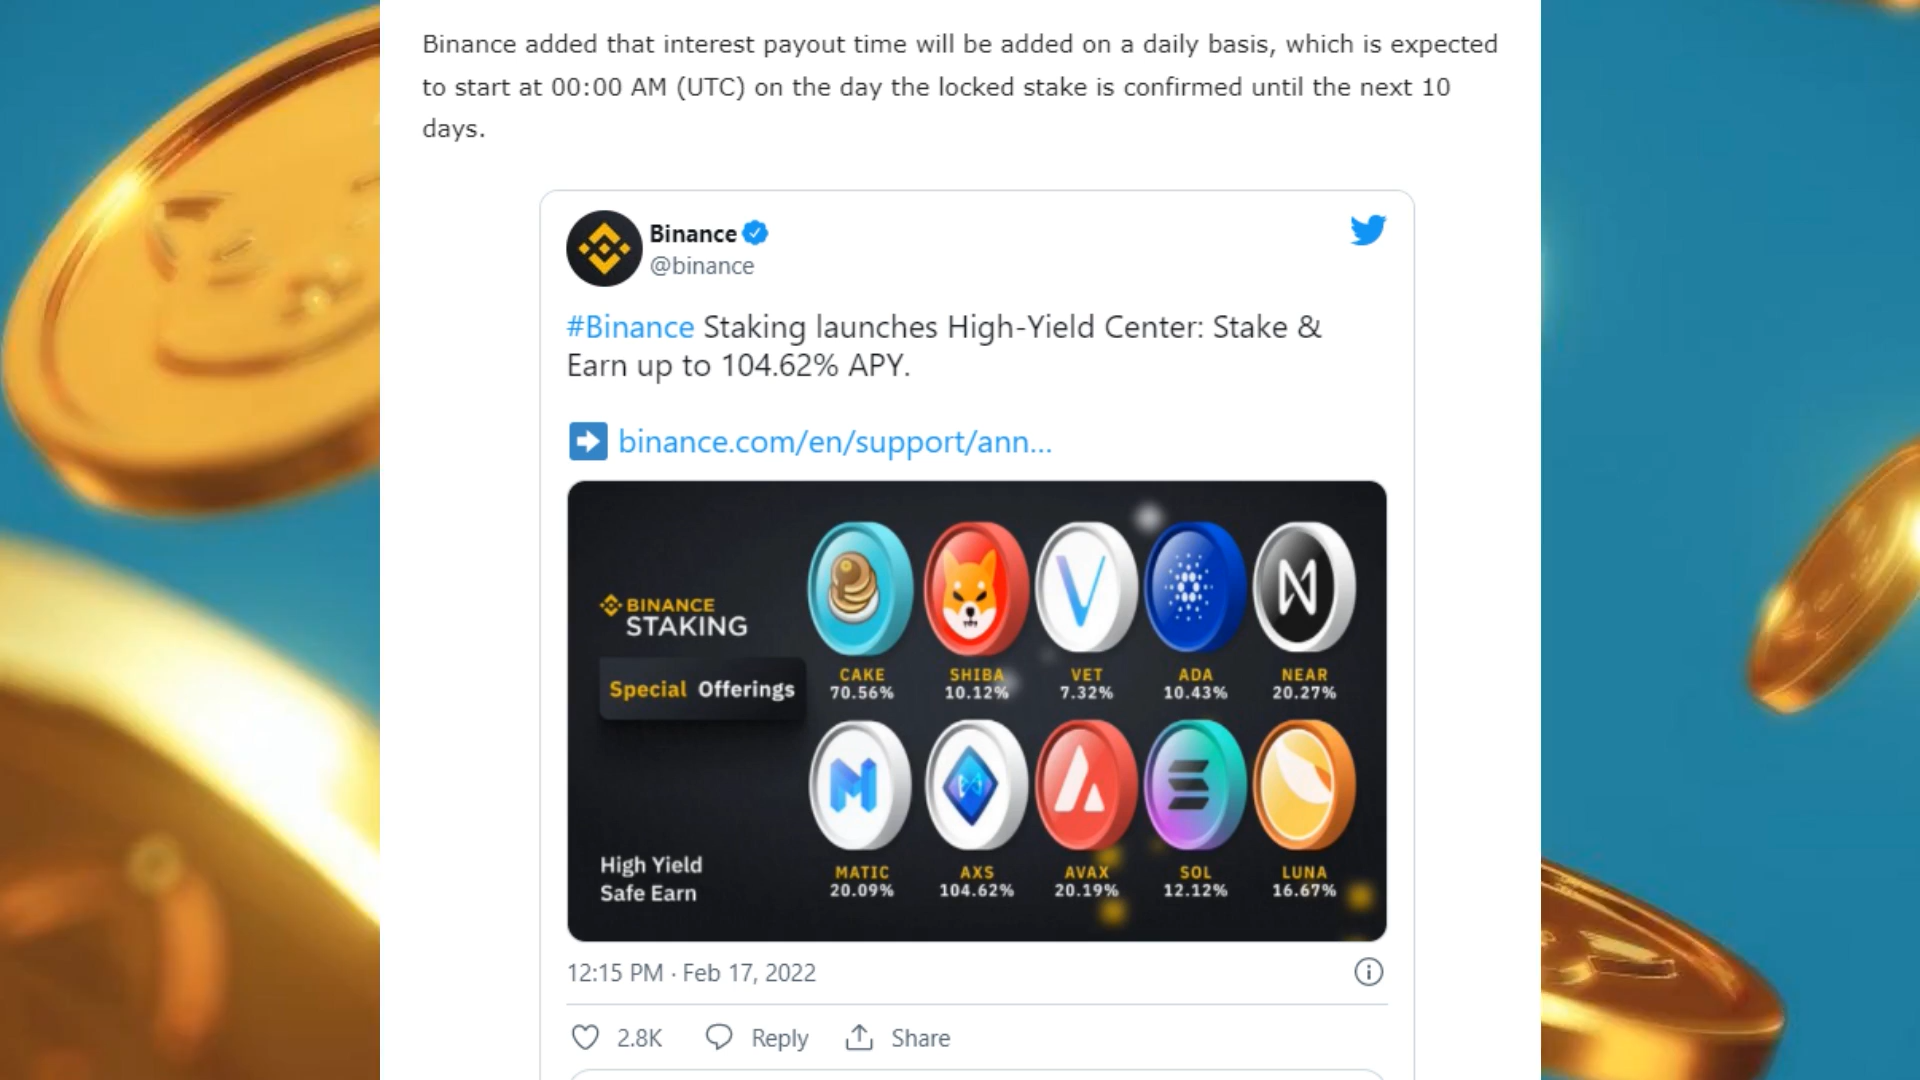 Binance added that interest payout time will be added on a daily basis, which is expected
to start at 00:00 AM (UTC) on the day the locked stake is confirmed until the next 10
days.
Binance
@binance
#Binance Staking launches High-Yield Center: Stake &
Earn up to 104.62% APY.
binance.com/en/support/ann...
BINANCE
STAKING
Special Offerings
CAKE SHIBA VET ADA NEAR
70.56% 10.12% 7.32% 10.43% 20.27%
MATIC AXS AVAX SOL LUNA
20.09% 104.62% 20.19% 12.12% 16.67%
High Yield
Safe Earn
12:15 PM · Feb 17, 2022
2.8K Reply Share